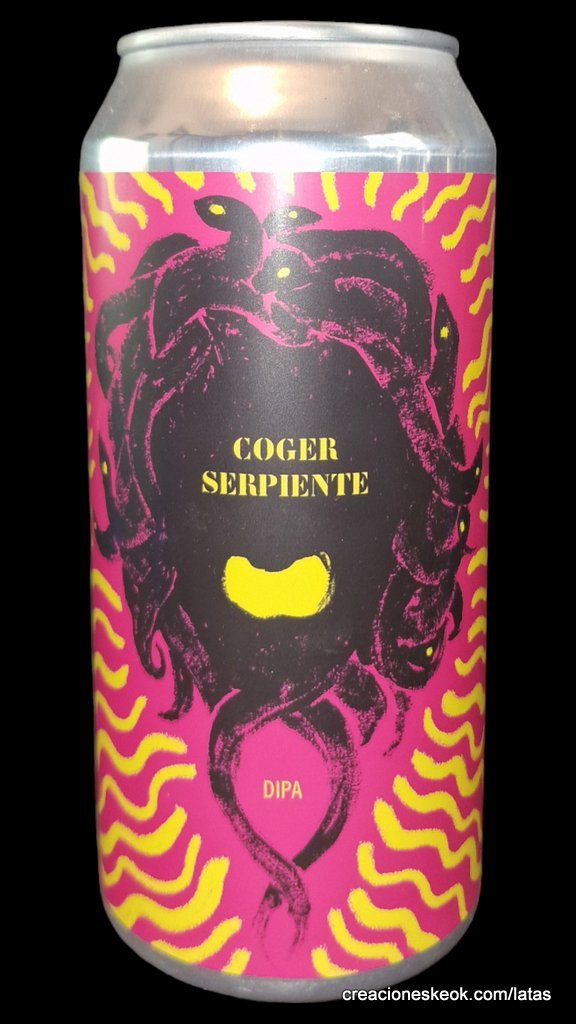 COGER
SERPIENTE
DIPA
creacioneskeok.com/latas